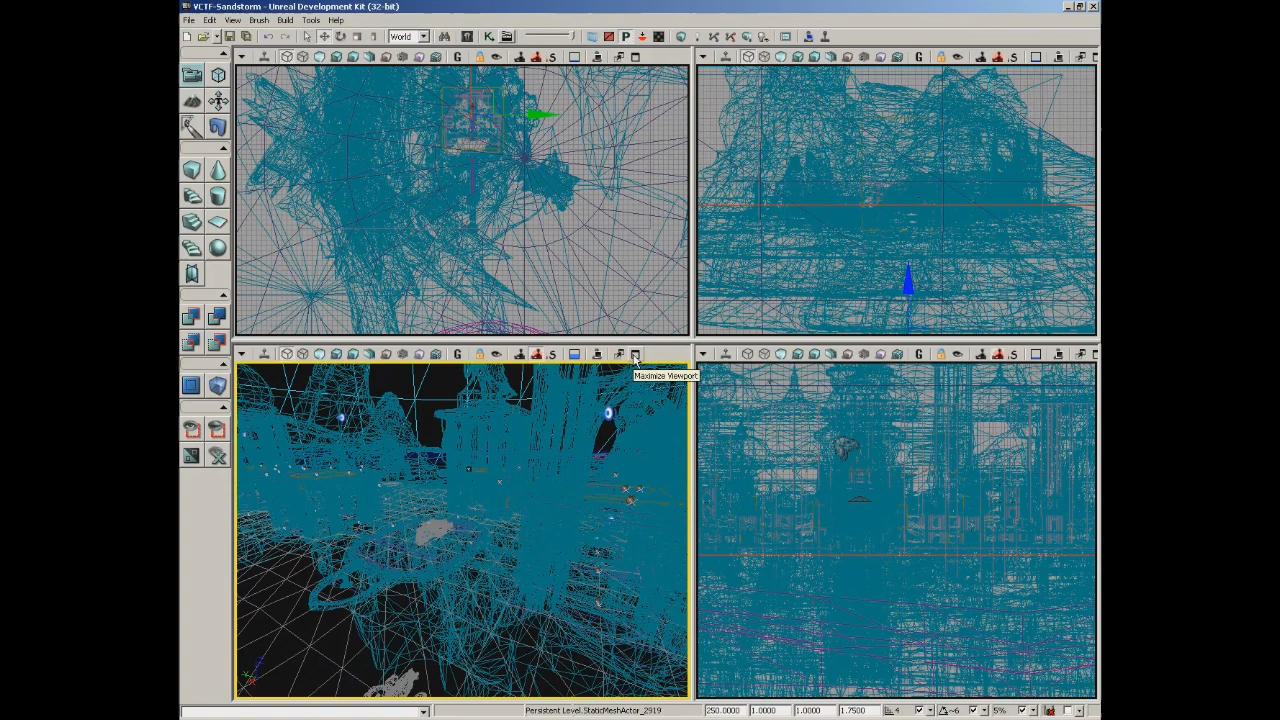 VCTF-Sandstorm - Unreal Development Kit (32-bit)
File Edit View Brush Build Tools Help
World
P
G
S
G
S
G
S
Maximize Viewport
G
S
Persistent Level.StaticMeshActor_2919
250.0000
1.0000
1.0000
1.7500
4
6
5%